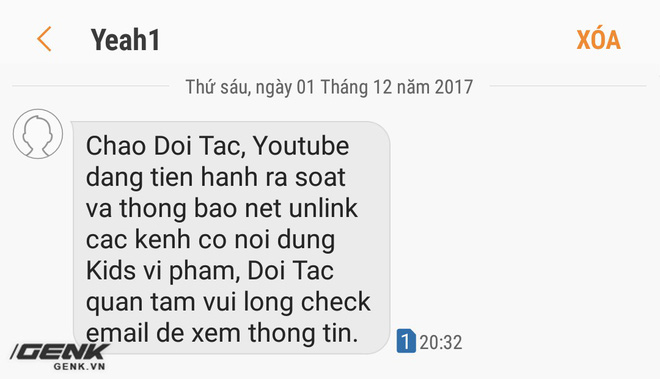 Yeah1
XÓA
Thứ sáu, ngày 01 Tháng 12 năm 2017
Chao Doi Tac, Youtube
dang tien hanh ra soat
va thong bao net unlink
cac kenh co noi dung
Kids vi pham, Doi Tac
quan tam vui long check
email de xem thong tin.
1 20:32
GENK
GENK.VN